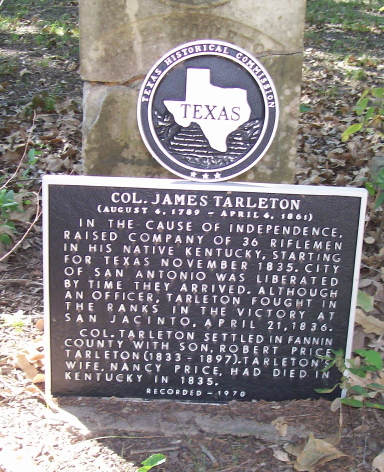 TEXAS HISTORICAL COMMISSION
TEXAS
COL. JAMES TARLETON
(AUGUST 6, 1789 - APRIL 6, 1861)
IN THE CAUSE OF INDEPENDENCE,
RAISED COMPANY OF 36 RIFLEMEN
IN HIS NATIVE KENTUCKY, STARTING
FOR TEXAS NOVEMBER 1835. CITY
OF SAN ANTONIO WAS LIBERATED
BY TIME THEY ARRIVED. ALTHOUGH
AN OFFICER, TARLETON FOUGHT IN
THE RANKS IN THE VICTORY AT
SAN JACINTO, APRIL 21, 1836.
COL. TARLETON SETTLED IN FANNIN
COUNTY WITH SON, ROBERT PRICE
TARLETON (1833 - 1897). TARLETON'S
WIFE, NANCY PRICE, HAD DIED IN
KENTUCKY IN 1835.
RECORDED - 1970